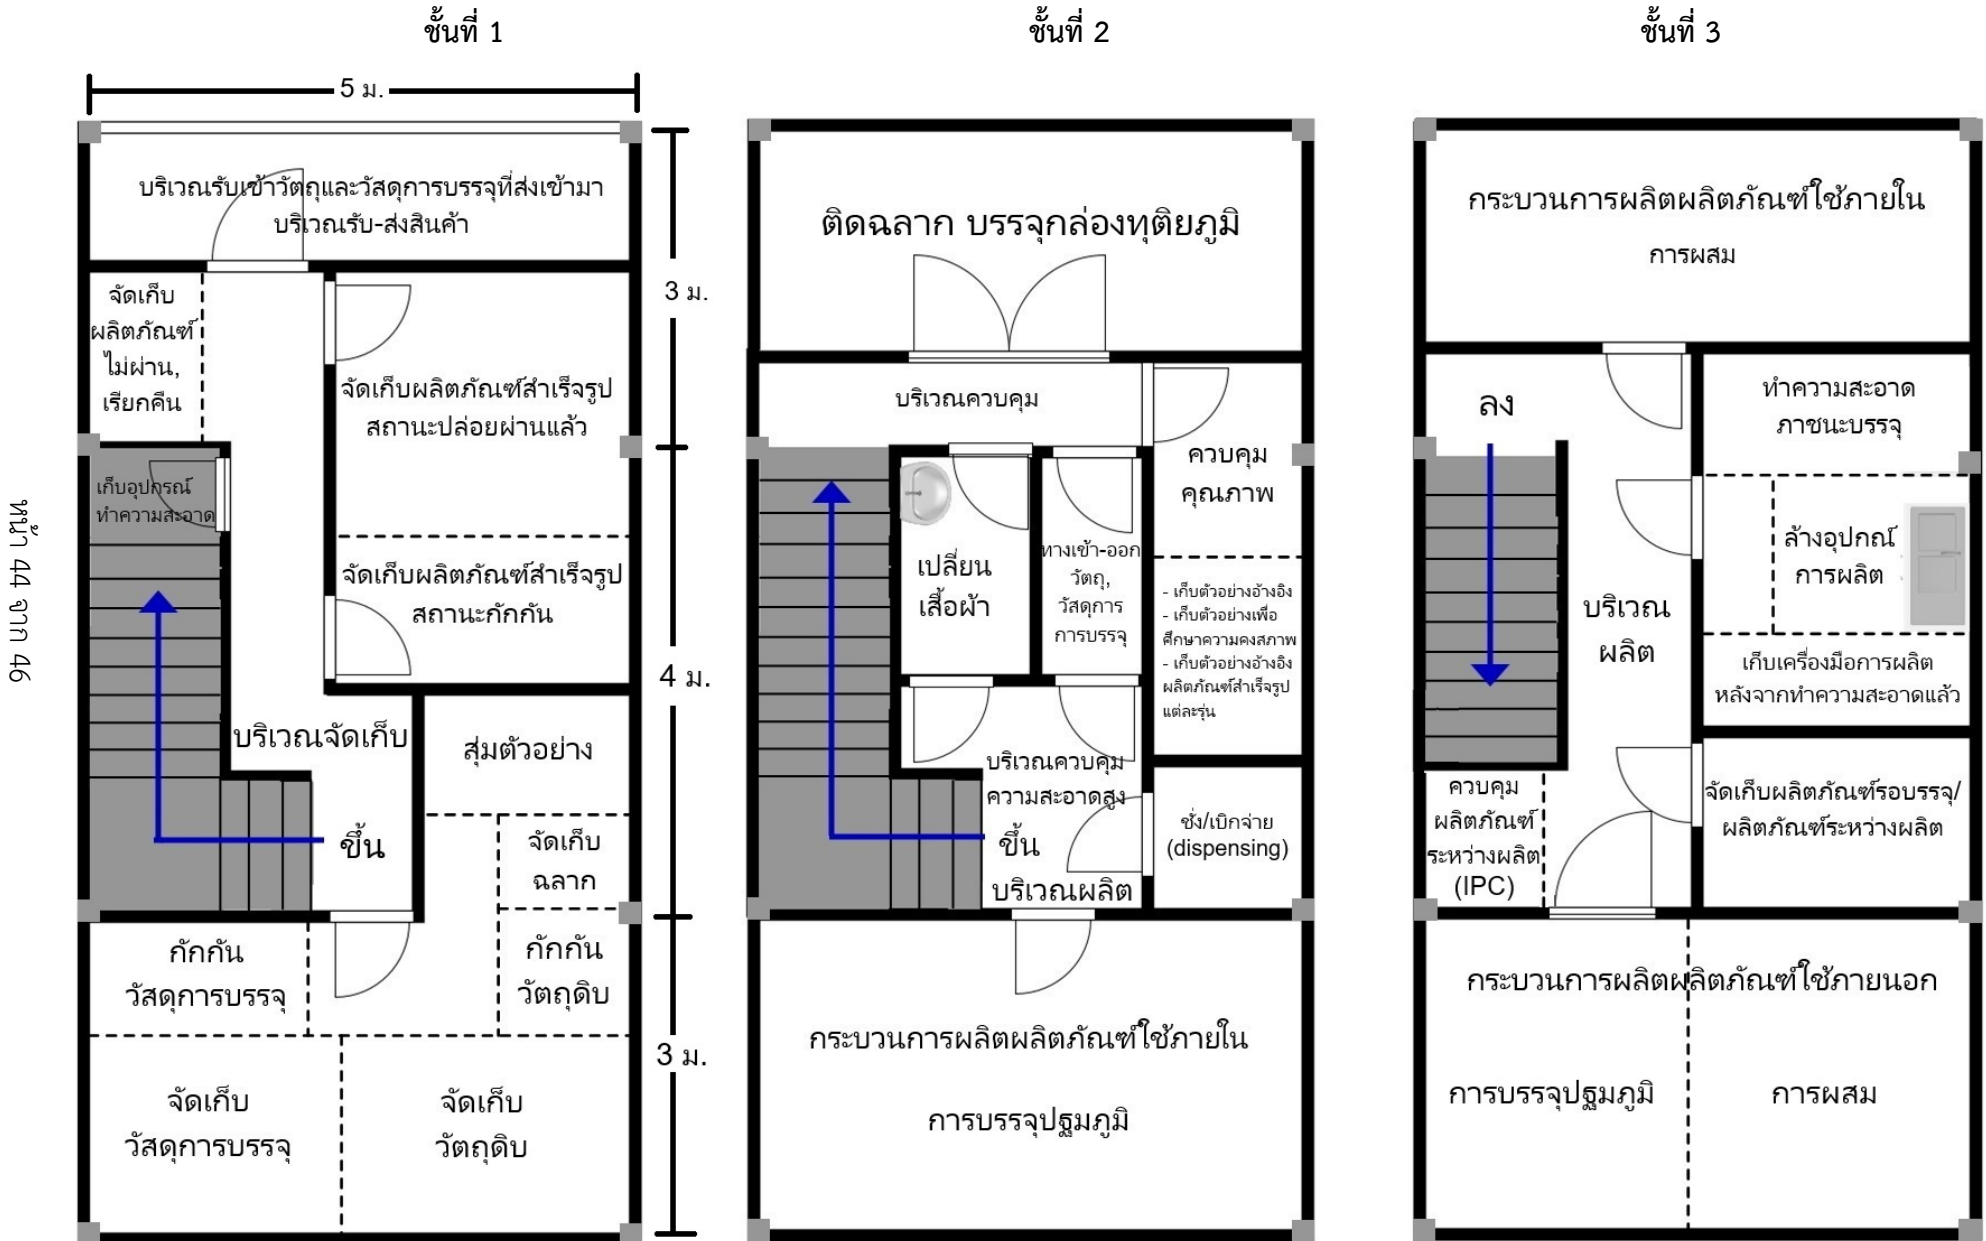 ชั้นที่ 1
5 ม.
บริเวณรับเข้าวัตถุและวัสดุการบรรจุที่ส่งเข้ามา
บริเวณรับ-ส่งสินค้า
3 ม.
จัดเก็บ
ผลิตภัณฑ์
ไม่ผ่าน,
เรียกคืน
จัดเก็บผลิตภัณฑ์สำเร็จรูป
สถานะปล่อยผ่านแล้ว
เก็บอุปกรณ์
ทำความสะอาด
จัดเก็บผลิตภัณฑ์สำเร็จรูป
สถานะกักกัน
4 ม.
บริเวณจัดเก็บ
สุ่มตัวอย่าง
ขึ้น
จัดเก็บ
ฉลาก
กักกัน
วัสดุการบรรจุ
กักกัน
วัตถุดิบ
3 ม.
จัดเก็บ
วัสดุการบรรจุ
จัดเก็บ
วัตถุดิบ
ชั้นที่ 2
ติดฉลาก บรรจุกล่องทุติยภูมิ
บริเวณควบคุม
ควบคุม
คุณภาพ
เปลี่ยน
เสื้อผ้า
ทางเข้า-ออก
วัตถุ,
วัสดุการ
การบรรจุ
- เก็บตัวอย่างอ้างอิง
- เก็บตัวอย่างเพื่อ
ศึกษาความคงสภาพ
- เก็บตัวอย่างอ้างอิง
ผลิตภัณฑ์สำเร็จรูป
แต่ละรุ่น
บริเวณควบคุม
ความสะอาดสูง
ขึ้น
บริเวณผลิต
ชั่ง/เบิกจ่าย
(dispensing)
กระบวนการผลิตผลิตภัณฑ์ใช้ภายใน
การบรรจุปฐมภูมิ
ชั้นที่ 3
กระบวนการผลิตผลิตภัณฑ์ใช้ภายใน
การผสม
ลง
ทำความสะอาด
ภาชนะบรรจุ
ล้างอุปกณ์
การผลิต
บริเวณ
ผลิต
เก็บเครื่องมือการผลิต
หลังจากทำความสะอาดแล้ว
ควบคุม
ผลิตภัณฑ์
ระหว่างผลิต
(IPC)
จัดเก็บผลิตภัณฑ์รอบรรจุ/
ผลิตภัณฑ์ระหว่างผลิต
กระบวนการผลิตผลิตภัณฑ์ใช้ภายนอก
การบรรจุปฐมภูมิ
การผสม
หน้า 44 จาก 46